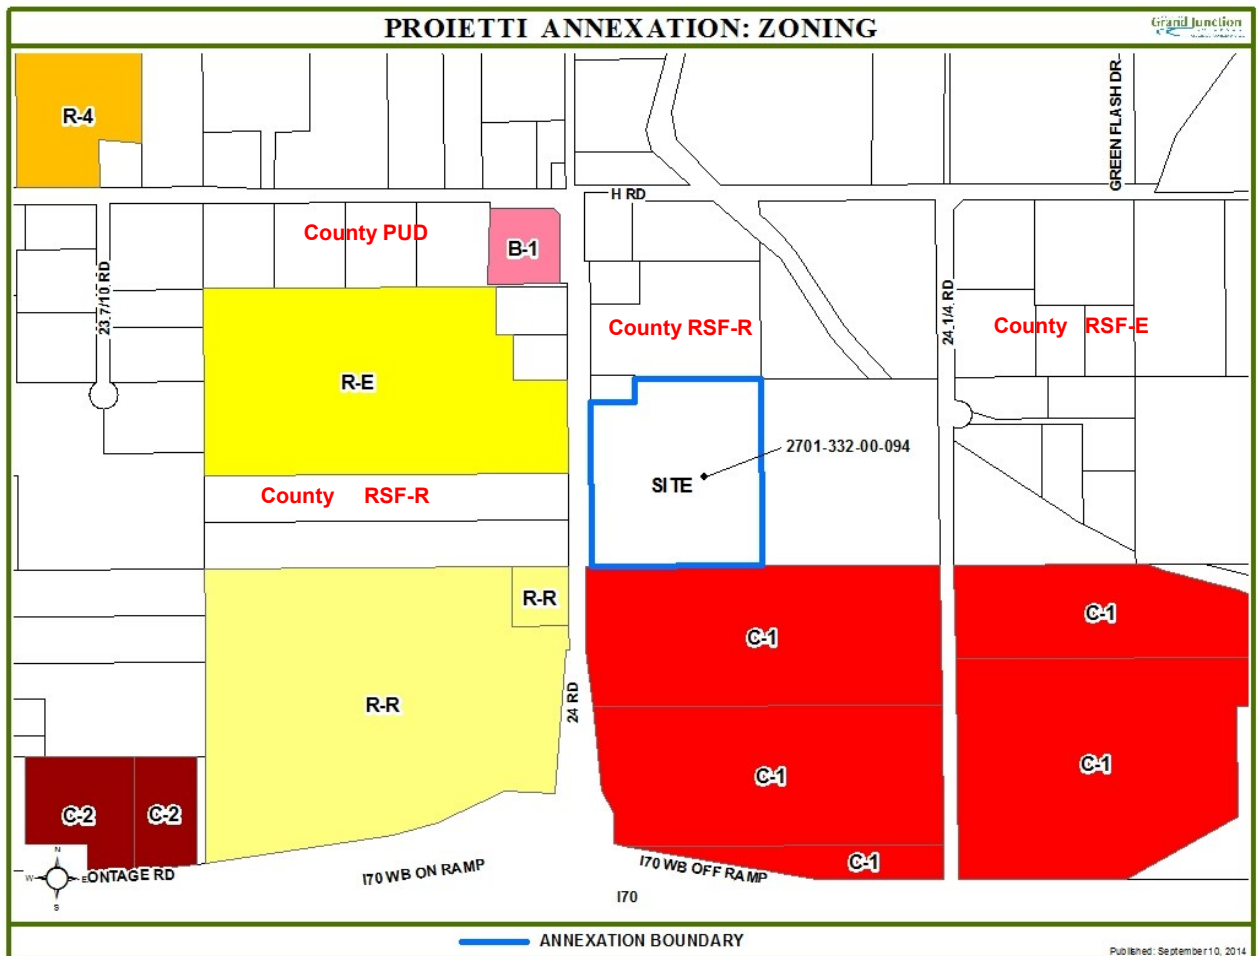 PROIETTI ANNEXATION: ZONING
Grand Junction
R-4
GREEN FLASH DR
H RD
County PUD
B-1
23 7/10 RD
24 1/4 RD
County RSF-R
County RSF-E
R-E
2701-332-00-094
SITE
County RSF-R
R-R
C-1
C-1
R-R
24 RD
C-1
C-1
C-2
C-2
C-1
N
W
E
S
ONTAGE RD
I70 WB ON RAMP
I70 WB OFF RAMP
I70
ANNEXATION BOUNDARY
Published: September 10, 2014